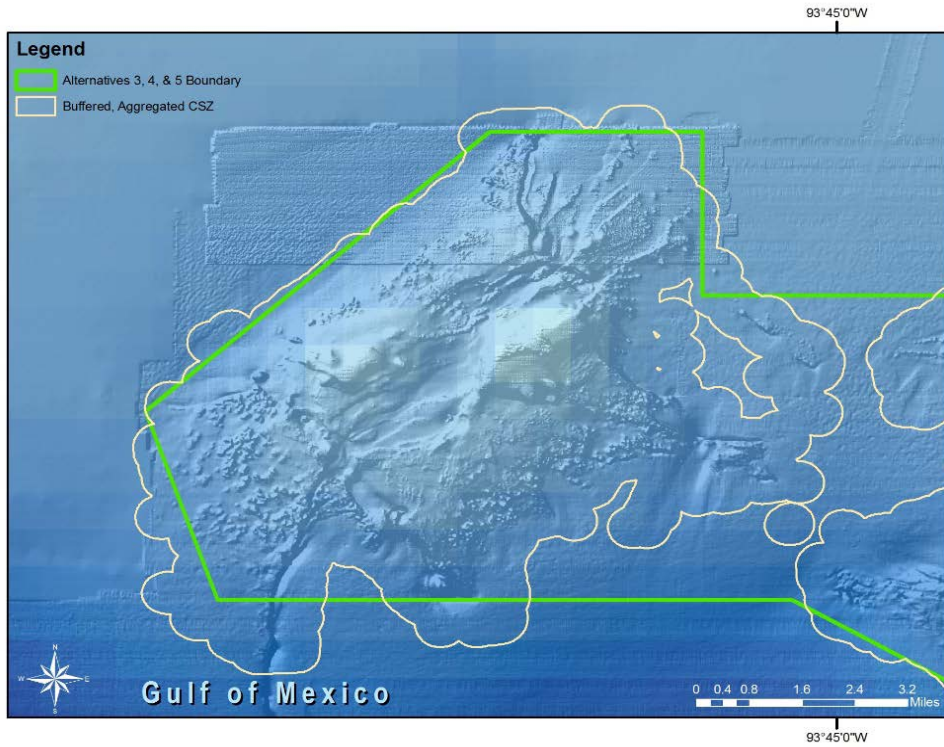 93°45'0"W
Legend
Alternatives 3, 4, & 5 Boundary
Buffered, Aggregated CSZ
N
W E
S
Gulf of Mexico
0 0.4 0.8 1.6 2.4 3.2
Miles
93°45'0"W